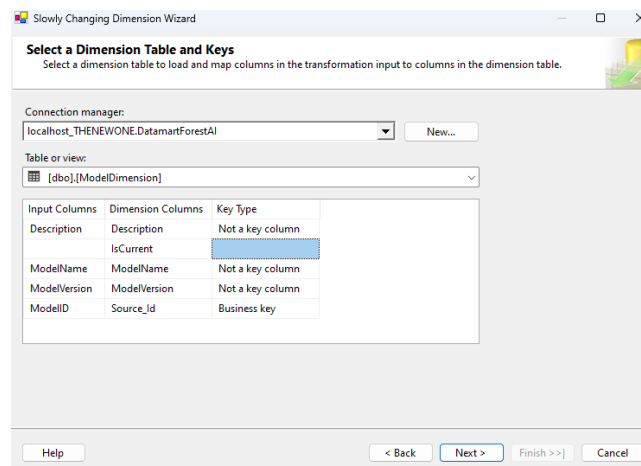 Slowly Changing Dimension Wizard
Select a Dimension Table and Keys
Select a dimension table to load and map columns in the transformation input to columns in the dimension table.
Connection manager:
localhost_THENEWONE.DatamartForestAI New...
Table or view:
[dbo].[ModelDimension]
Input Columns Dimension Columns Key Type
Description Description Not a key column
IsCurrent
ModelName ModelName Not a key column
ModelVersion ModelVersion Not a key column
ModelID Source_Id Business key
Help < Back Next > Finish >>| Cancel